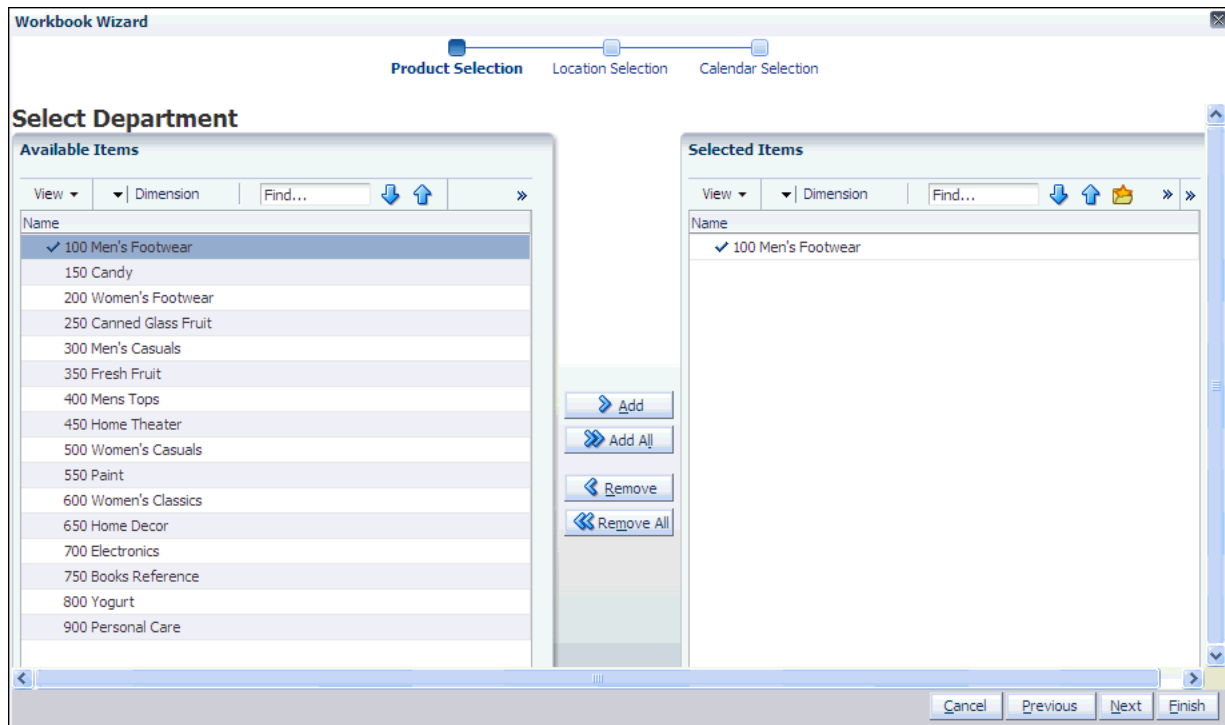 Workbook Wizard
Product Selection Location Selection Calendar Selection
Select Department
Available Items
View Dimension Find...
Name
100 Men's Footwear
150 Candy
200 Women's Footwear
250 Canned Glass Fruit
300 Men's Casuals
350 Fresh Fruit
400 Mens Tops
450 Home Theater
500 Women's Casuals
550 Paint
600 Women's Classics
650 Home Decor
700 Electronics
750 Books Reference
800 Yogurt
900 Personal Care
Add
Add All
Remove
Remove All
Selected Items
View Dimension Find...
Name
100 Men's Footwear
Cancel Previous Next Finish